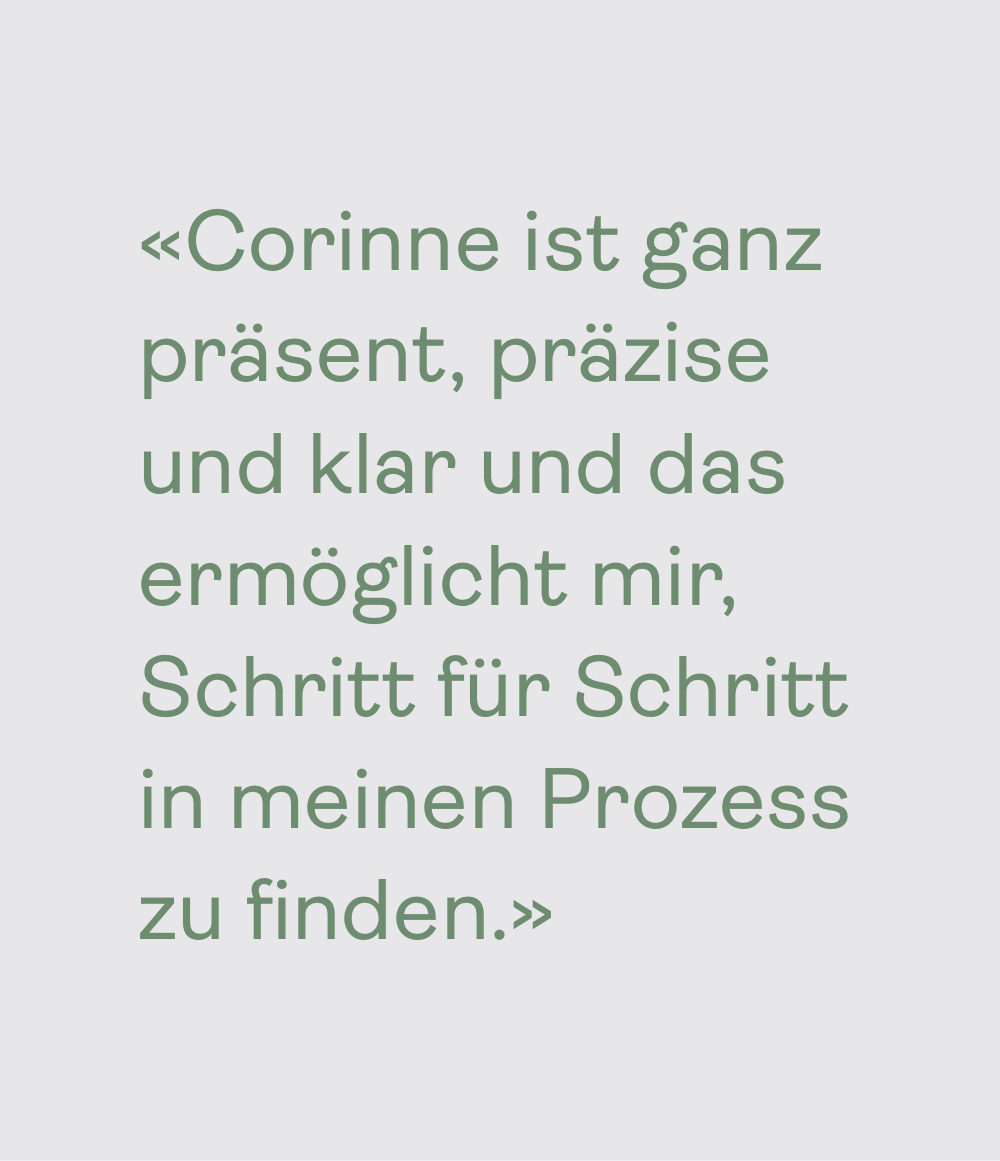 «Corinne ist ganz
präsent, präzise
und klar und das
ermöglicht mir,
Schritt für Schritt
in meinen Prozess
zu finden.»